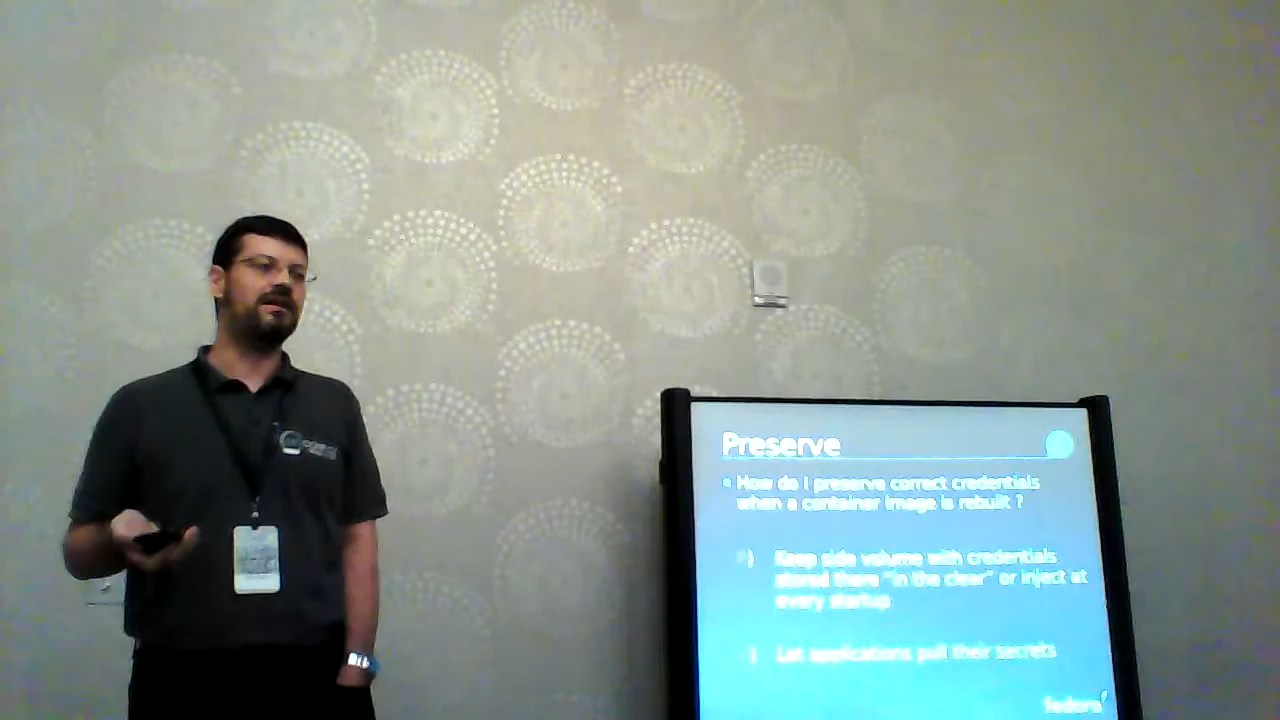 Preserve
How do I preserve correct credentials
when a container image is rebuilt ?
Keep side volume with credentials
stored there "in the clear" or inject at
every startup
Let applications pull their secrets
fedora